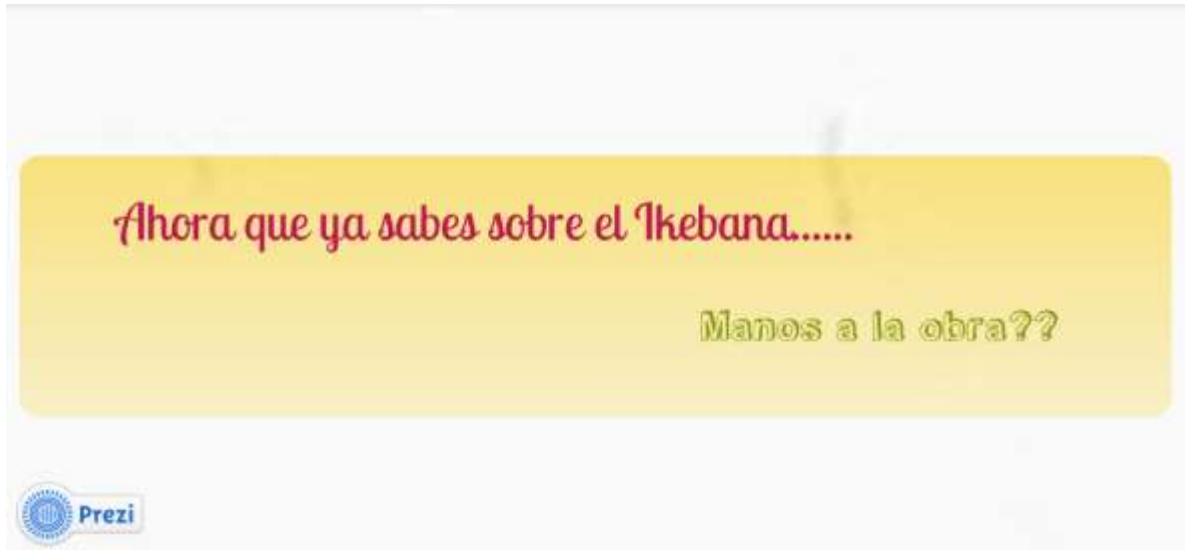 Ahora que ya sabes sobre el Ikebana......
Manos a la obra??
Prezi